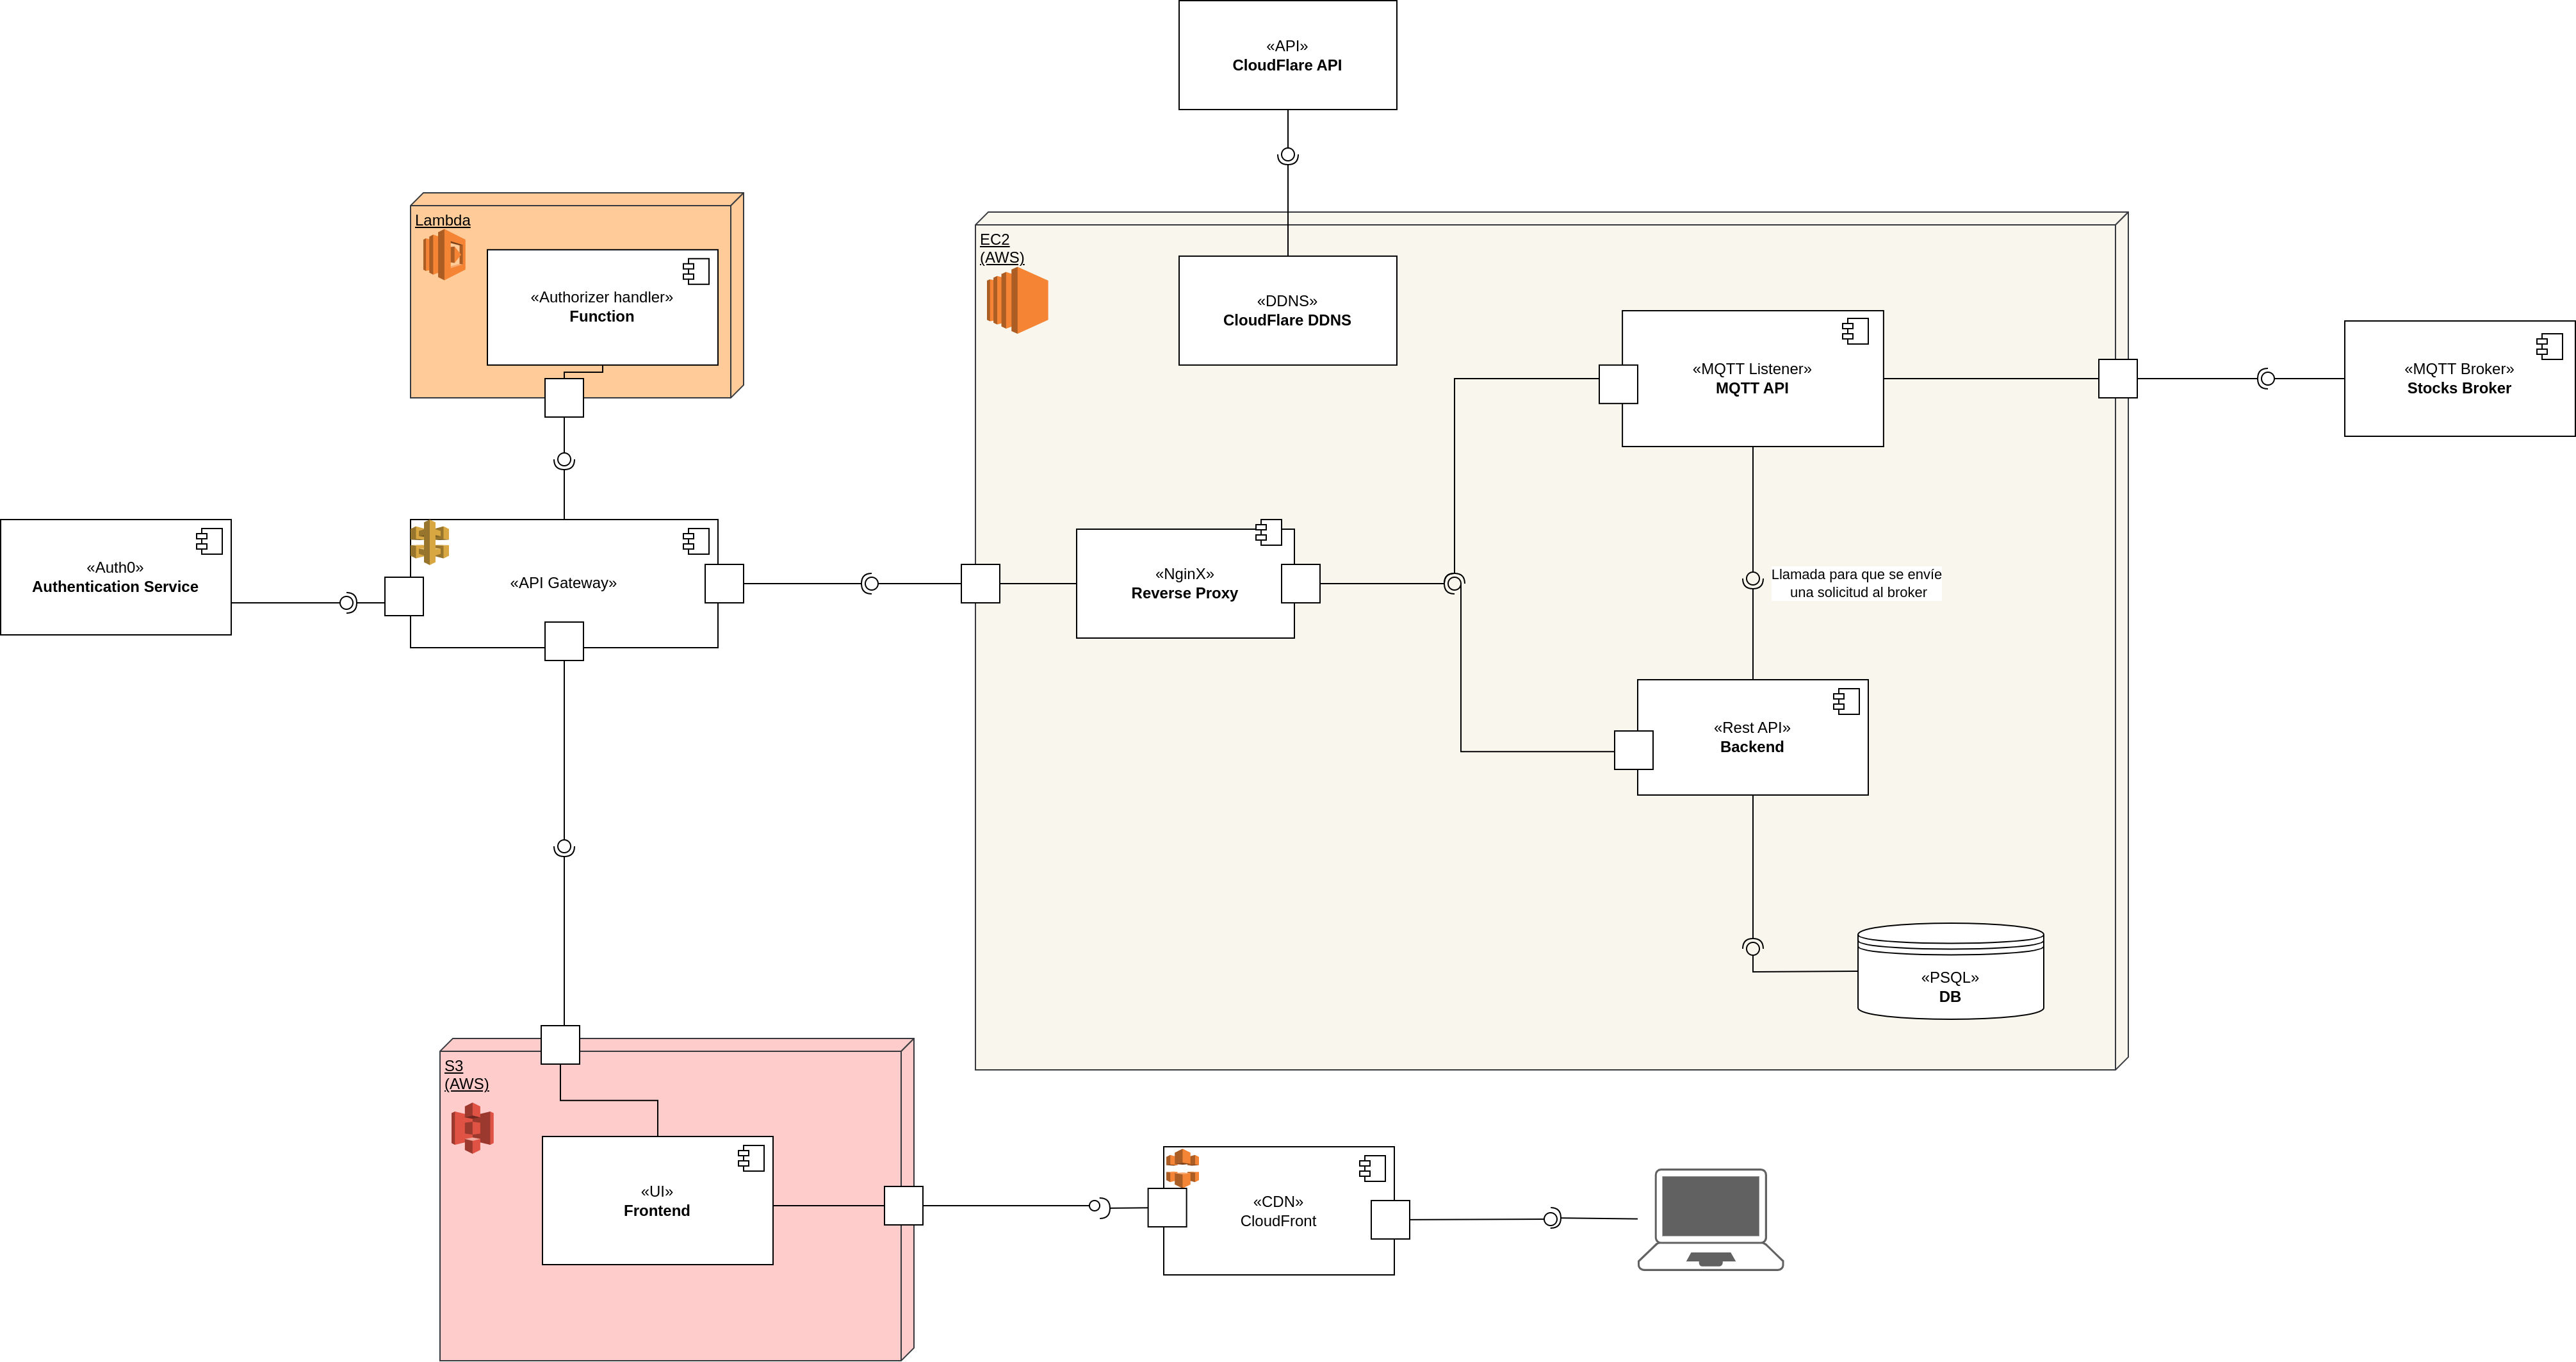 «API»
CloudFlare API
Lambda
«Authorizer handler»
Function
EC2
(AWS)
«DDNS»
CloudFlare DDNS
«MQTT Listener»
MQTT API
«MQTT Broker»
Stocks Broker
«Auth0»
Authentication Service
«API Gateway»
«NginX»
Reverse Proxy
Llamada para que se envíe
una solicitud al broker
«Rest API»
Backend
«PSQL»
DB
S3
(AWS)
«UI»
Frontend
«CDN»
CloudFront